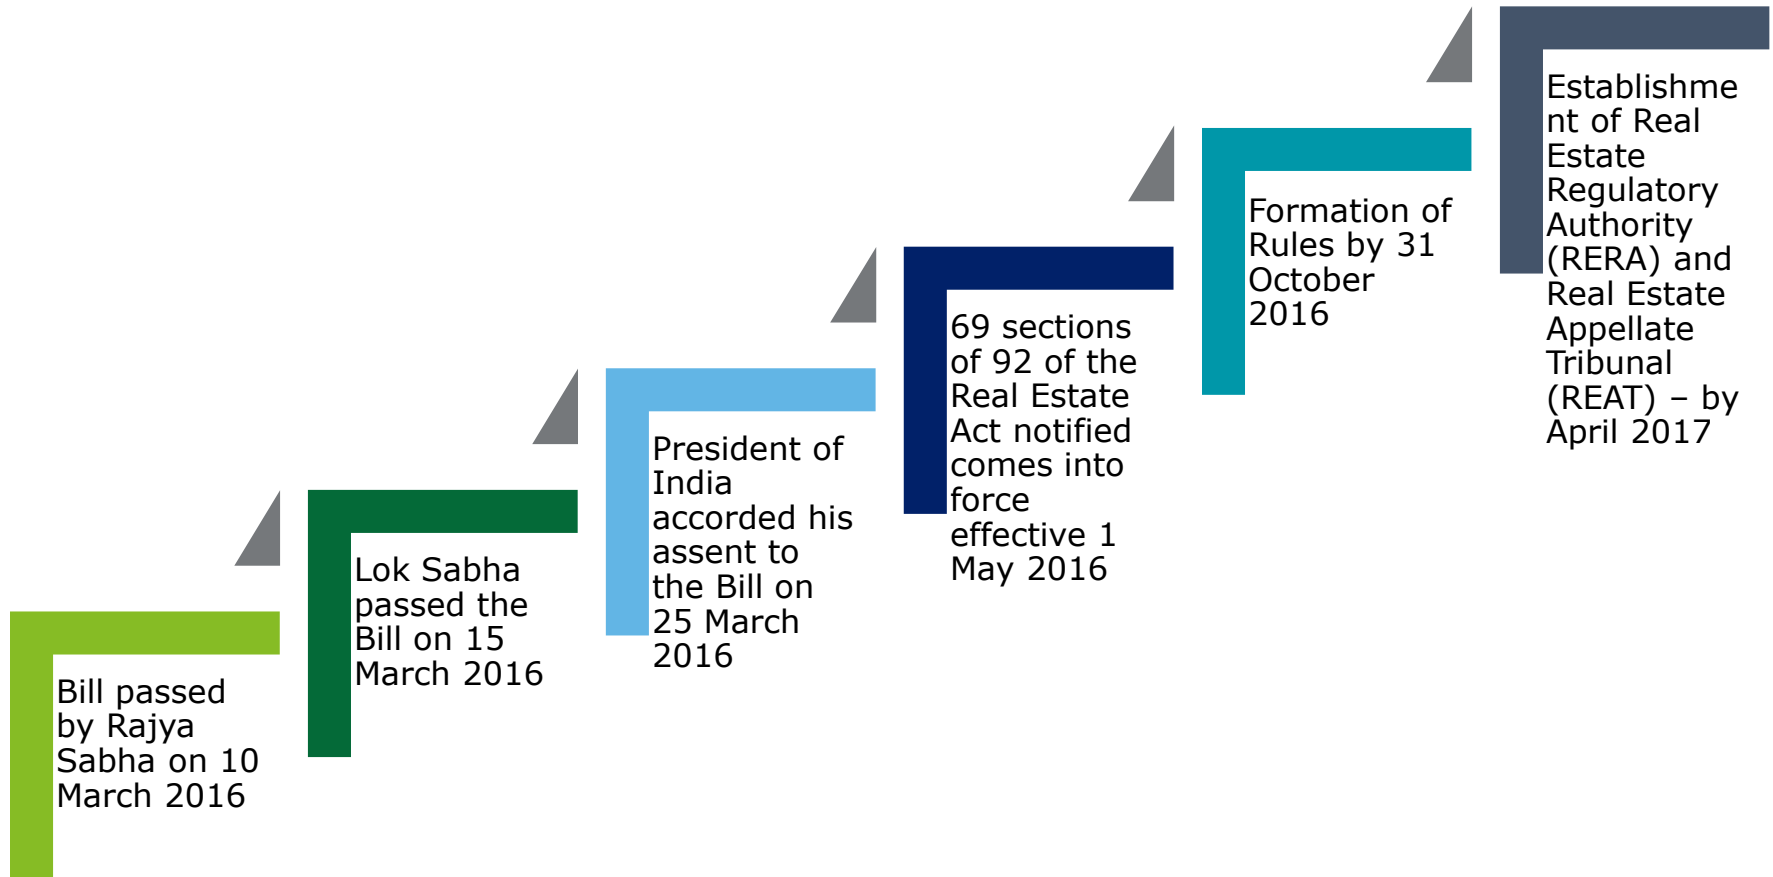 Bill passed
by Rajya
Sabha on 10
March 2016
Lok Sabha
passed the
Bill on 15
March 2016
President of
India
accorded his
assent to
the Bill on
25 March
2016
69 sections
of 92 of the
Real Estate
Act notified
comes into
force
effective 1
May 2016
Formation of
Rules by 31
October
2016
Establishme
nt of Real
Estate
Regulatory
Authority
(RERA) and
Real Estate
Appellate
Tribunal
(REAT) – by
April 2017